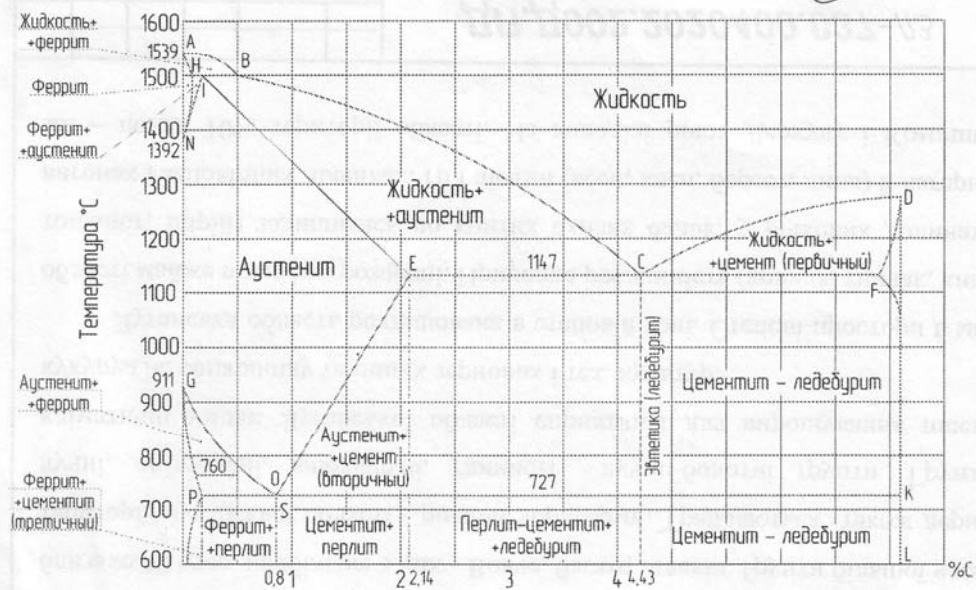 Жидкость
+феррит
Феррит
Феррит+
+аустенит
Аустенит+
+феррит
Феррит+
+цементит
(третичный)
Температура С
1600
1539
1500
1400
1392
1300
1200
1100
1000
911
900
800
760
700
600
A
H
B
I
N
Жидкость
Жидкость+
+аустенит
D
Жидкость+
+цемент (первичный)
Аустенит
E
1147
C
F
G
Эвтетика (ледебурит)
Цементит – ледебурит
Аустенит+
+цемент
(вторичный)
O
727
P
S
K
Феррит+
+перлит
Цементит+
перлит
Перлит-цементит+
+ледебурит
Цементит – ледебурит
L
0,8 1
2 2.14
3
4 4.43
%С